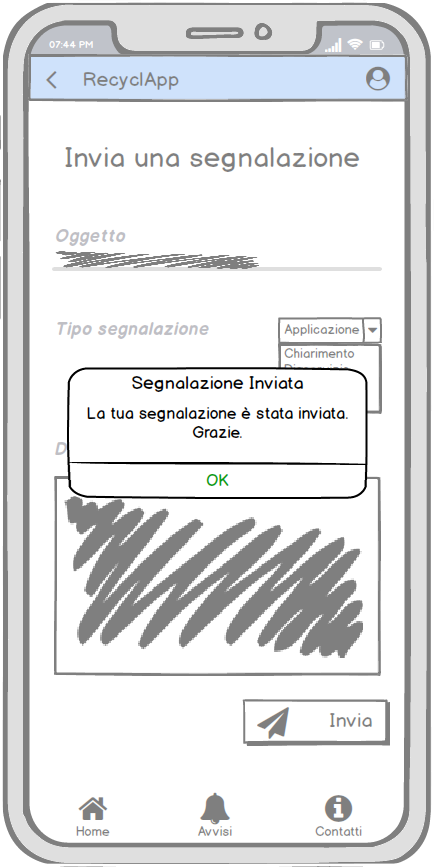 07:44 PM
RecyclApp
Invia una segnalazione
Oggetto
Tipo segnalazione
Applicazione
Chiarimento
Segnalazione Inviata
La tua segnalazione è stata inviata.
Grazie.
OK
Invia
Home
Avvisi
Contatti